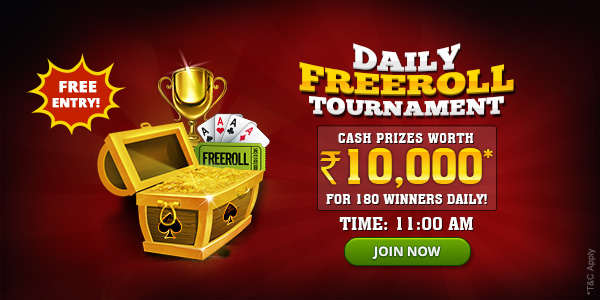 FREE
ENTRY!
A A A A
FREEROLL
DAILY
FREEROLL
TOURNAMENT
CASH PRIZES WORTH
₹10,000*
FOR 180 WINNERS DAILY!
TIME: 11:00 AM
JOIN NOW
*T&C Apply